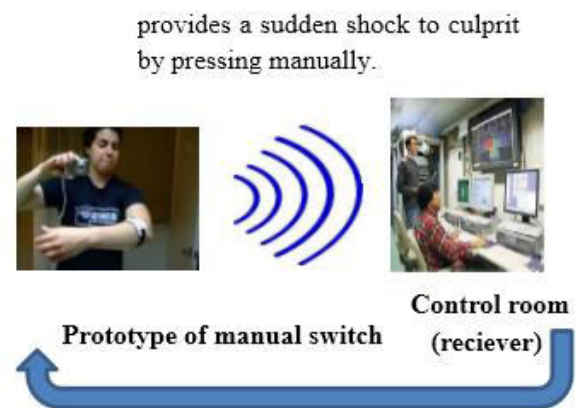 provides a sudden shock to culprit
by pressing manually.
Control room
Prototype of manual switch
(reciever)